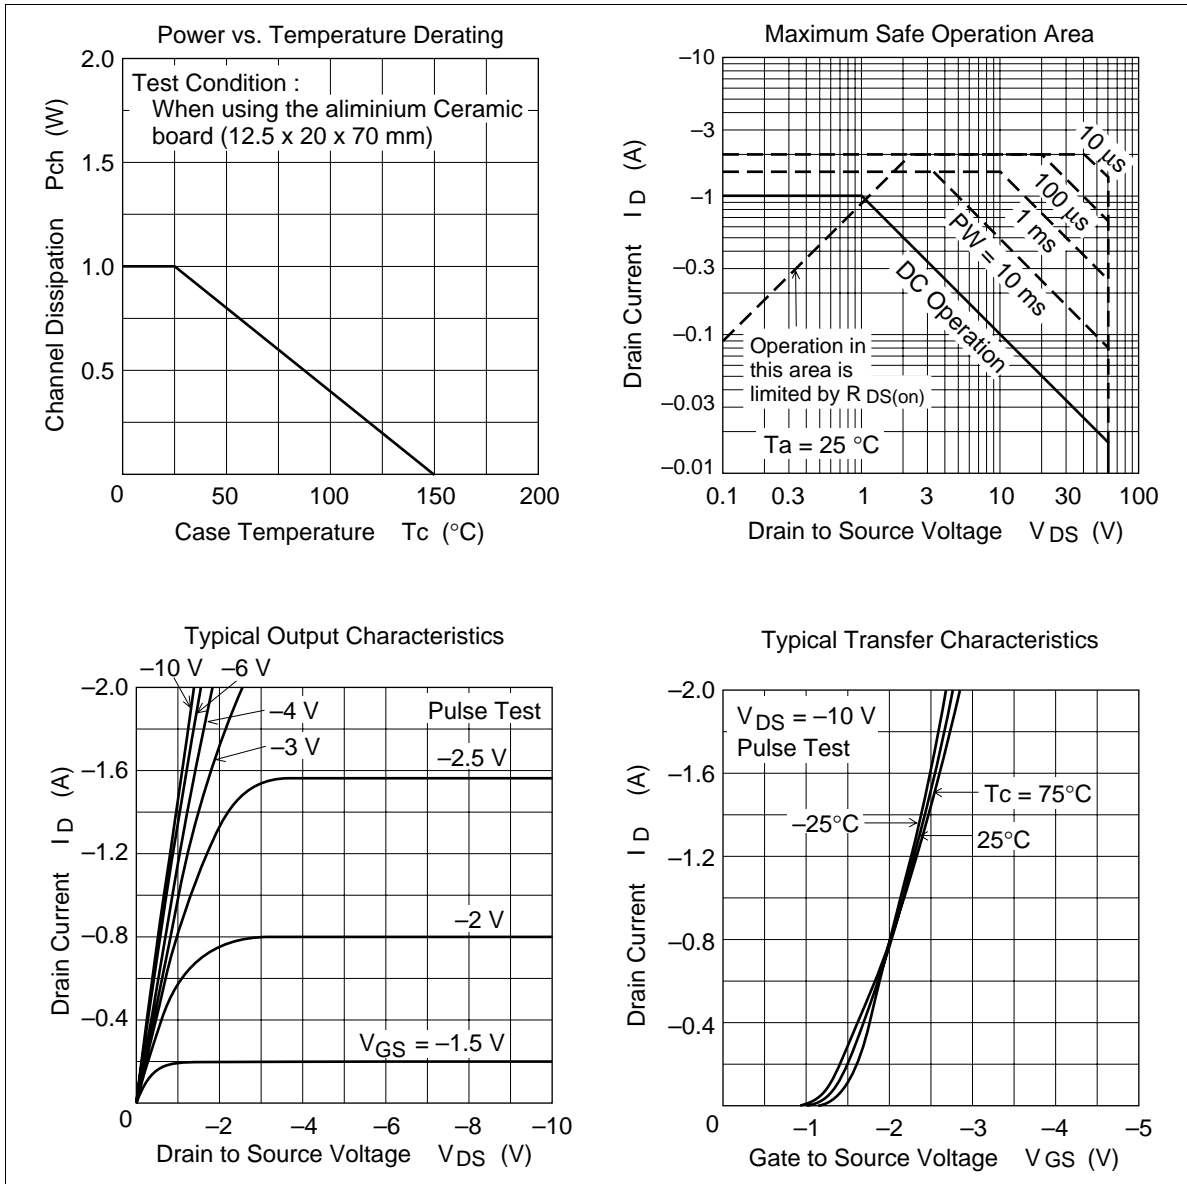 Power vs. Temperature Derating
2.0
1.5
1.0
0.5
Channel Dissipation Pch (W)
Test Condition :
When using the aliminium Ceramic
board (12.5 x 20 x 70 mm)
0 50 100 150 200
Case Temperature Tc (°C)
Maximum Safe Operation Area
–10
–3
–1
–0.3
–0.1
–0.03
–0.01
Drain Current I D (A)
10 µs
100 µs
1 ms
PW = 10 ms
DC Operation
Operation in
this area is
limited by R DS(on)
Ta = 25 °C
0.1 0.3 1 3 10 30 100
Drain to Source Voltage V DS (V)
Typical Output Characteristics
–10 V –6 V
–4 V
–3 V
Pulse Test
–2.5 V
–2 V
VGS = –1.5 V
–2.0
–1.6
–1.2
–0.8
–0.4
Drain Current I D (A)
0 –2 –4 –6 –8 –10
Drain to Source Voltage V DS (V)
Typical Transfer Characteristics
–2.0
–1.6
–1.2
–0.8
–0.4
Drain Current I D (A)
V DS = –10 V
Pulse Test
Tc = 75°C
–25°C
25°C
0 –1 –2 –3 –4 –5
Gate to Source Voltage V GS (V)